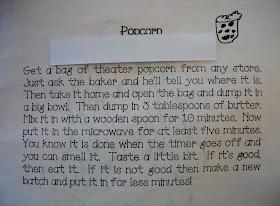 Popcorn
Get a bag of theater popcorn from any store.
Just ask the baker and he'll tell you where it is.
Then take it home and open the bag and dump it in
a big bowl. Then dump in 3 tablespoons of butter.
Mix it in with a wooden spoon for 10 minutes. Now
put it in the microwave for at least five minutes.
You know it is done when the timer goes off and
you can smell it. Taste a little bit. If it's good,
then eat it. If it is not good then make a new
batch and put it in for less minutes!